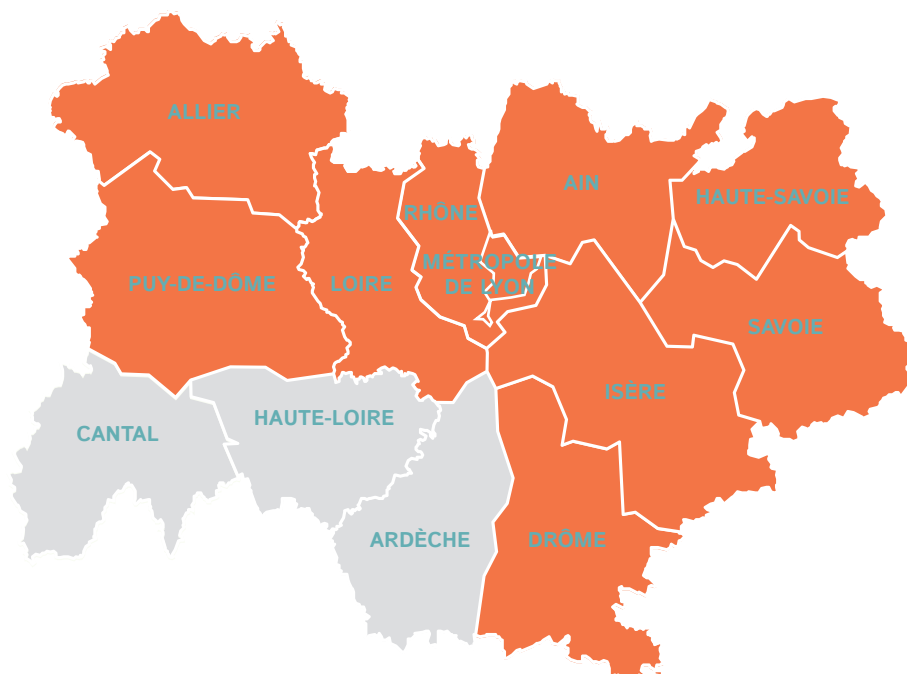 ALLIER
AIN
HAUTE-SAVOIE
RHÔNE
MÉTROPOLE
DE LYON
PUY-DE-DÔME
LOIRE
SAVOIE
ISÈRE
HAUTE-LOIRE
CANTAL
ARDÈCHE
DRÔME